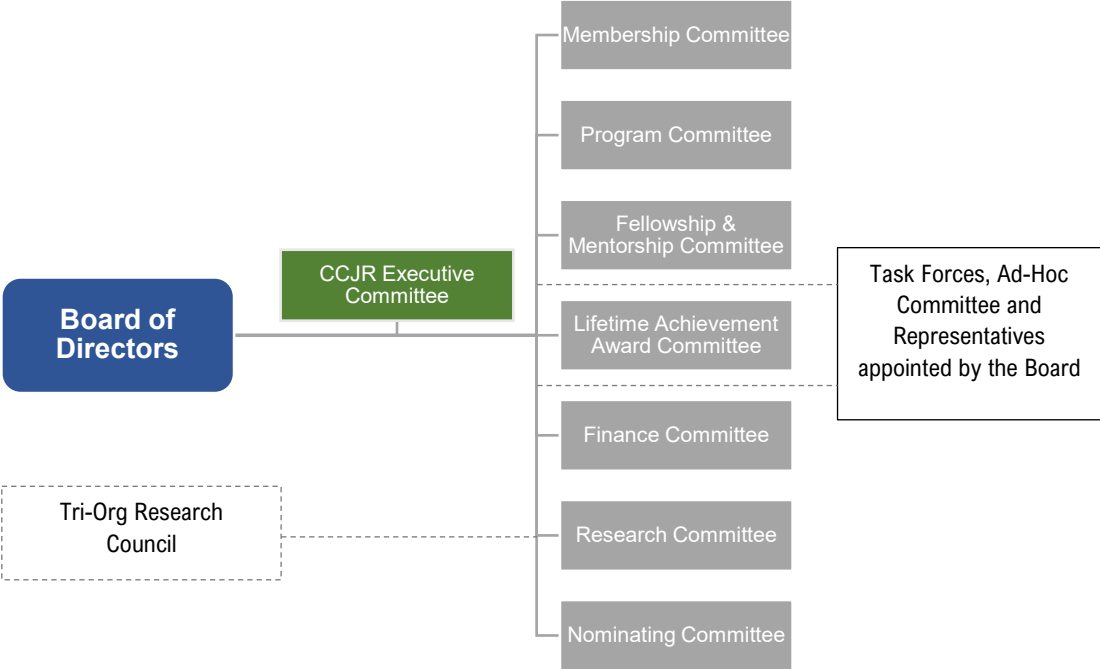 Membership Committee
Program Committee
Fellowship &
Mentorship Committee
CCJR Executive
Committee
Board of
Directors
Lifetime Achievement
Award Committee
Task Forces, Ad-Hoc
Committee and
Representatives
appointed by the Board
Finance Committee
Tri-Org Research
Council
Research Committee
Nominating Committee